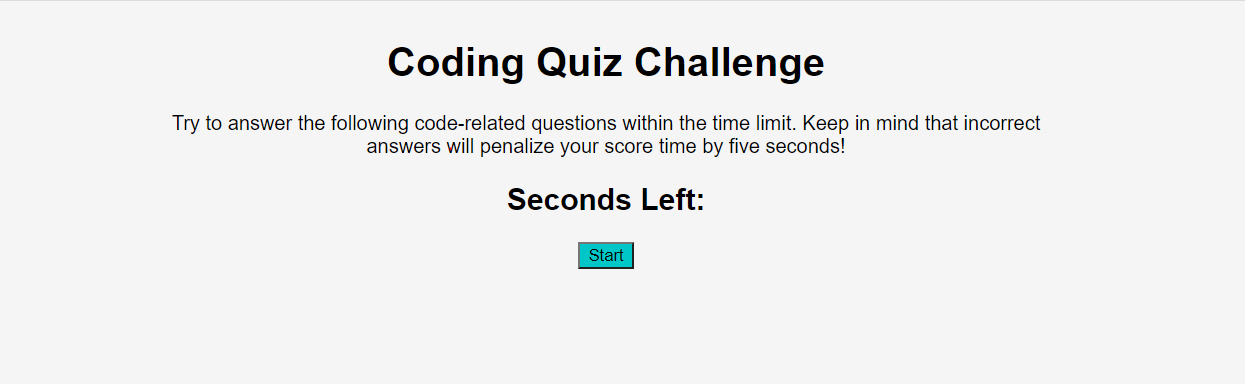 Coding Quiz Challenge
Try to answer the following code-related questions within the time limit. Keep in mind that incorrect
answers will penalize your score time by five seconds!
Seconds Left:
Start